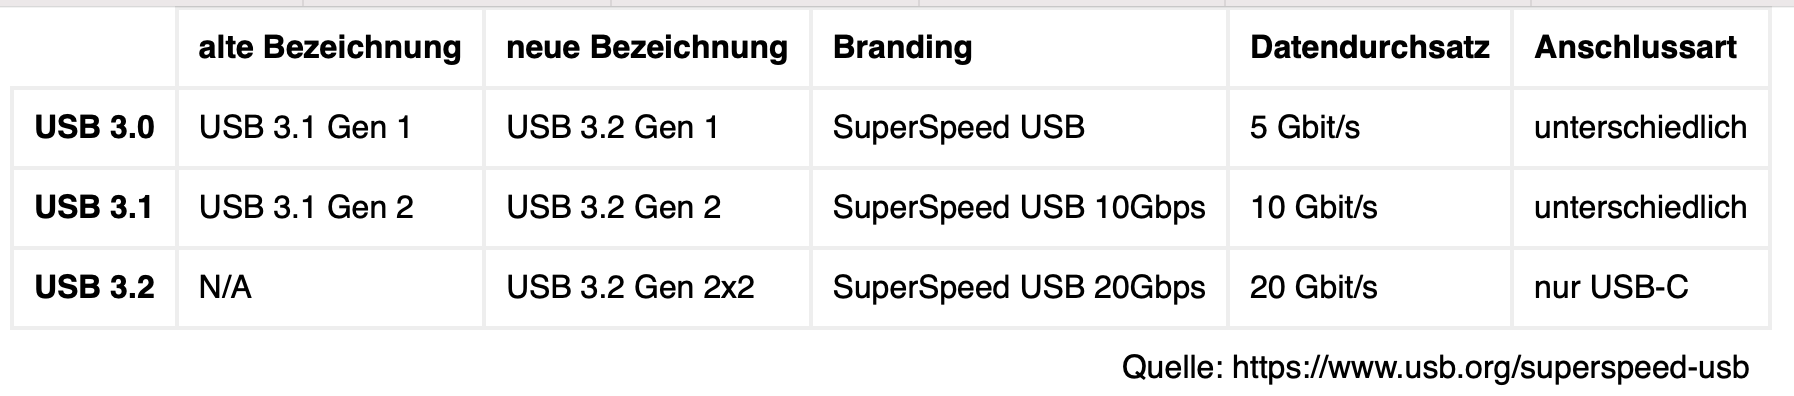 alte Bezeichnung neue Bezeichnung Branding Datendurchsatz Anschlussart
USB 3.0 USB 3.1 Gen 1 USB 3.2 Gen 1 SuperSpeed USB 5 Gbit/s unterschiedlich
USB 3.1 USB 3.1 Gen 2 USB 3.2 Gen 2 SuperSpeed USB 10Gbps 10 Gbit/s unterschiedlich
USB 3.2 N/A USB 3.2 Gen 2x2 SuperSpeed USB 20Gbps 20 Gbit/s nur USB-C
Quelle: https://www.usb.org/superspeed-usb